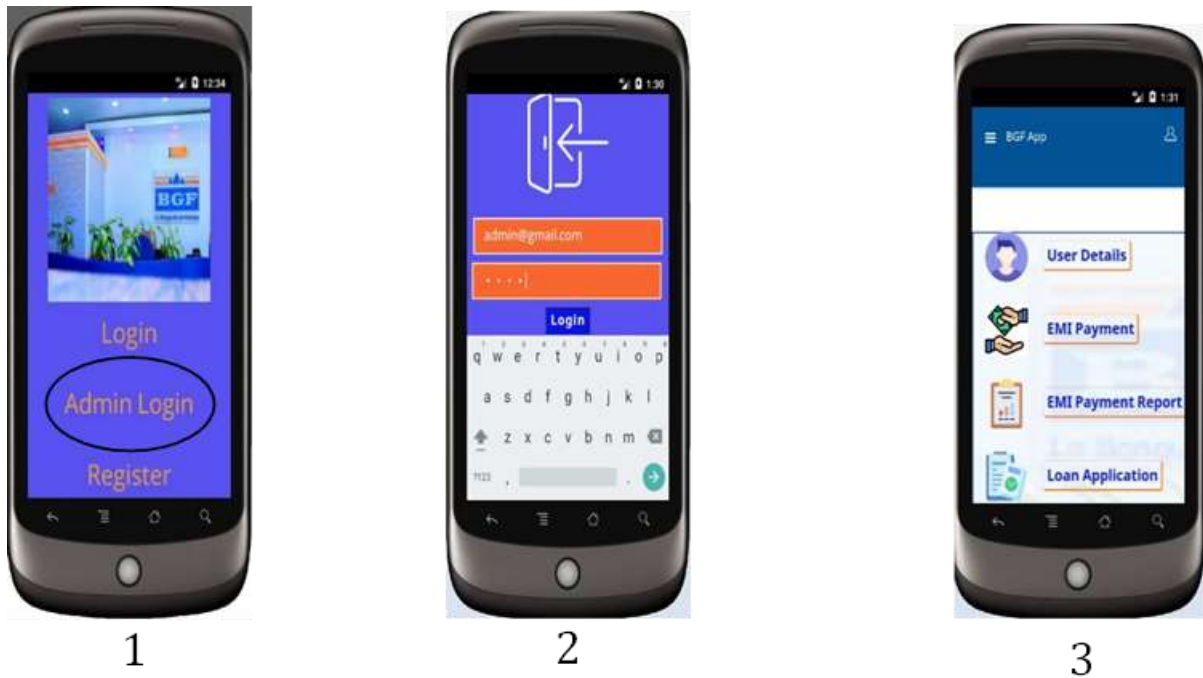 12:34
BGF
Login
Admin Login
Register
1
1:30
admin@gmail.com
• • • •
Login
q w e r t y u i o p
a s d f g h j k l
z x c v b n m
?123 , .
2
1:31
BGF App
User Details
EMI Payment
EMI Payment Report
Loan Application
3